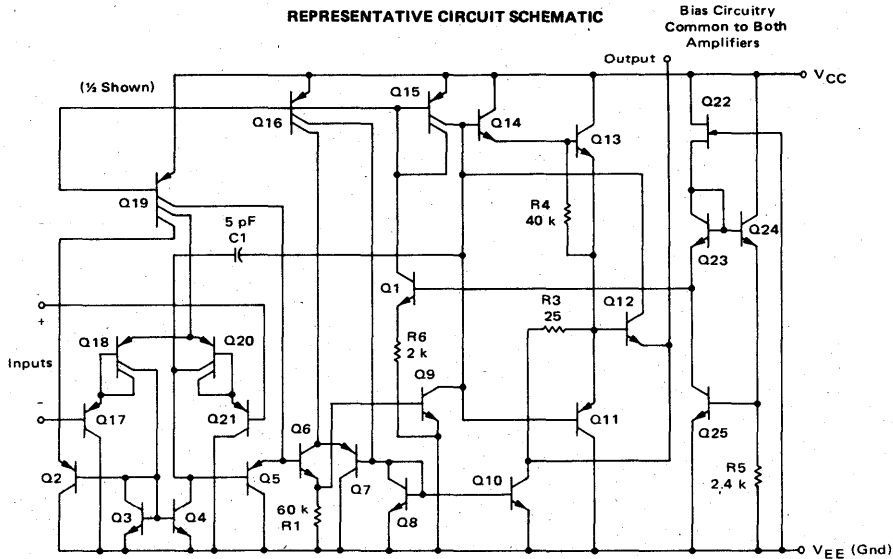 REPRESENTATIVE CIRCUIT SCHEMATIC
Bias Circuitry
Common to Both
Amplifiers
Output
(½ Shown)
VCC
Q15
Q16
Q14
Q13
Q22
Q19
5 pF
C1
R4
40 k
Q24
Q23
Q1
R3
25
Q12
-
+
Q18
Q20
R6
2 k
Inputs
Q9
-
Q17
Q21
Q11
Q25
Q6
Q2
Q5
Q7
Q10
R5
2,4 k
Q3
Q4
60 k
R1
Q8
VEE (Gnd)